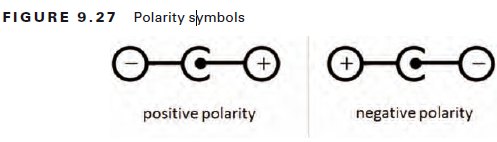 FIGURE 9.27 Polarity symbols
− + + −
positive polarity negative polarity